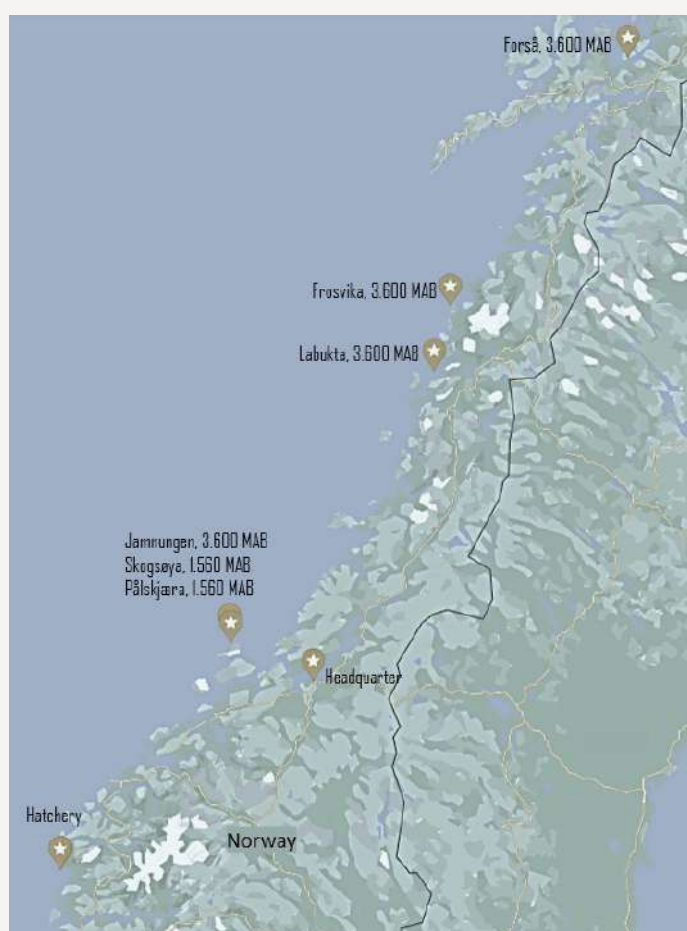 Forså, 3.600 MAB
Frosvika, 3.600 MAB
Labukta, 3.600 MAB
Jamnungen, 3.600 MAB
Skogsøya, 1.560 MAB
Pålskjæra, 1.560 MAB
Headquarter
Hatchery
Norway